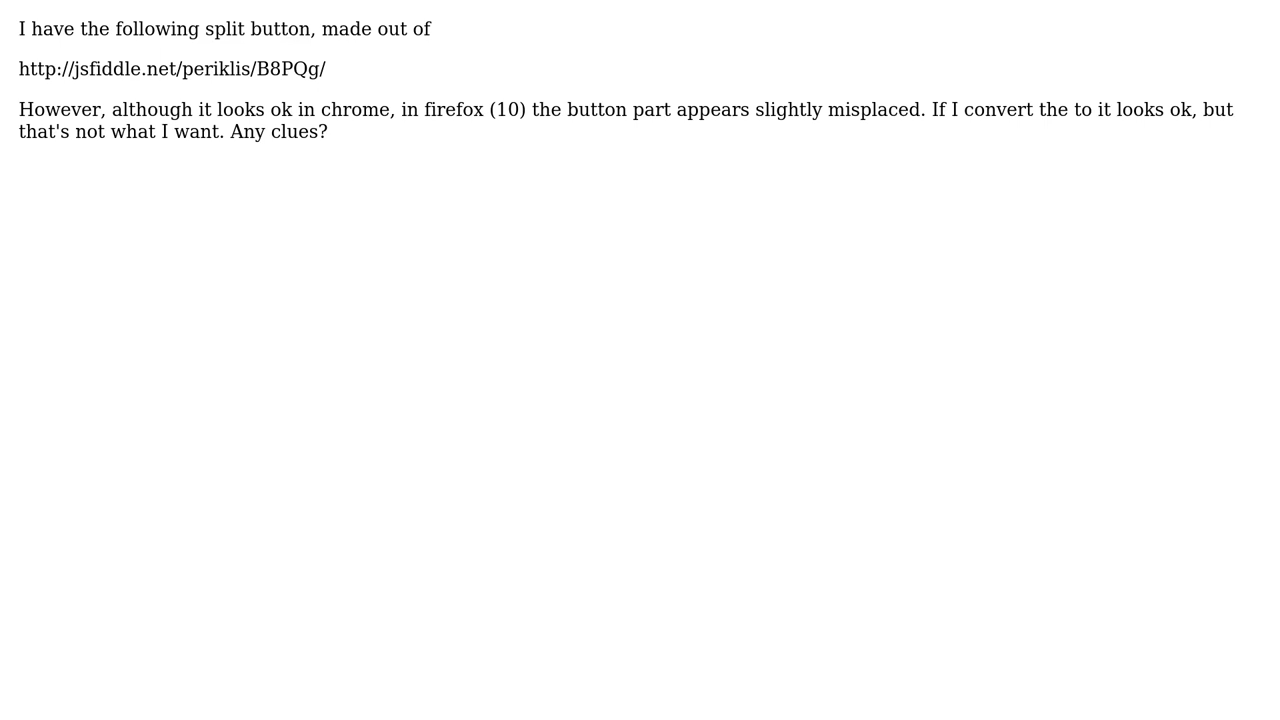 I have the following split button, made out of
http://jsfiddle.net/periklis/B8PQg/
However, although it looks ok in chrome, in firefox (10) the button part appears slightly misplaced. If I convert the to it looks ok, but
that's not what I want. Any clues?